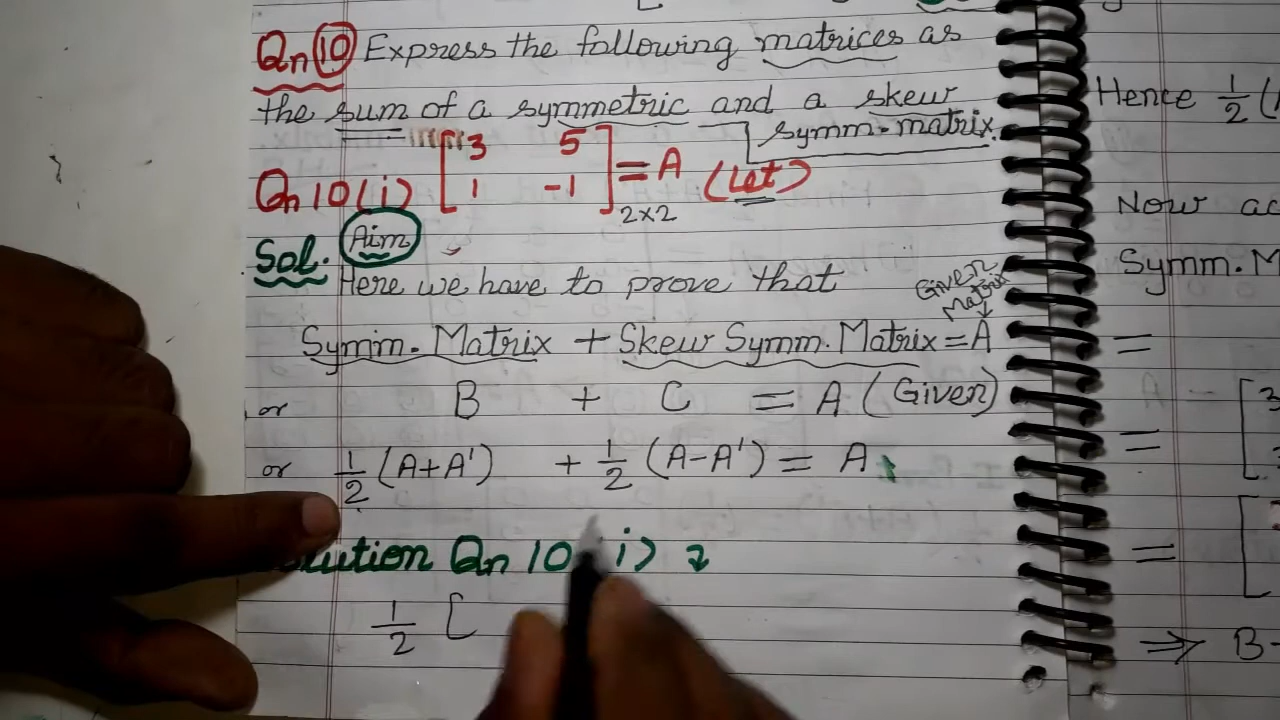 Qn 10 Express the following matrices as
the sum of a symmetric and a skew
symm. matrix.
Qn 10 (i) [3 5
1 -1] 2×2 = A (Let)
Sol. Aim
Here we have to prove that
Given Matrix
Symm. Matrix + Skew Symm. Matrix = A
or B + C = A (Given)
or 1/2 (A+A') + 1/2 (A-A') = A
lution Qn 10 i)
1/2 [
Hence 1/2 (
Now ac
Symm. M
=
= [
= [
⇒ B-